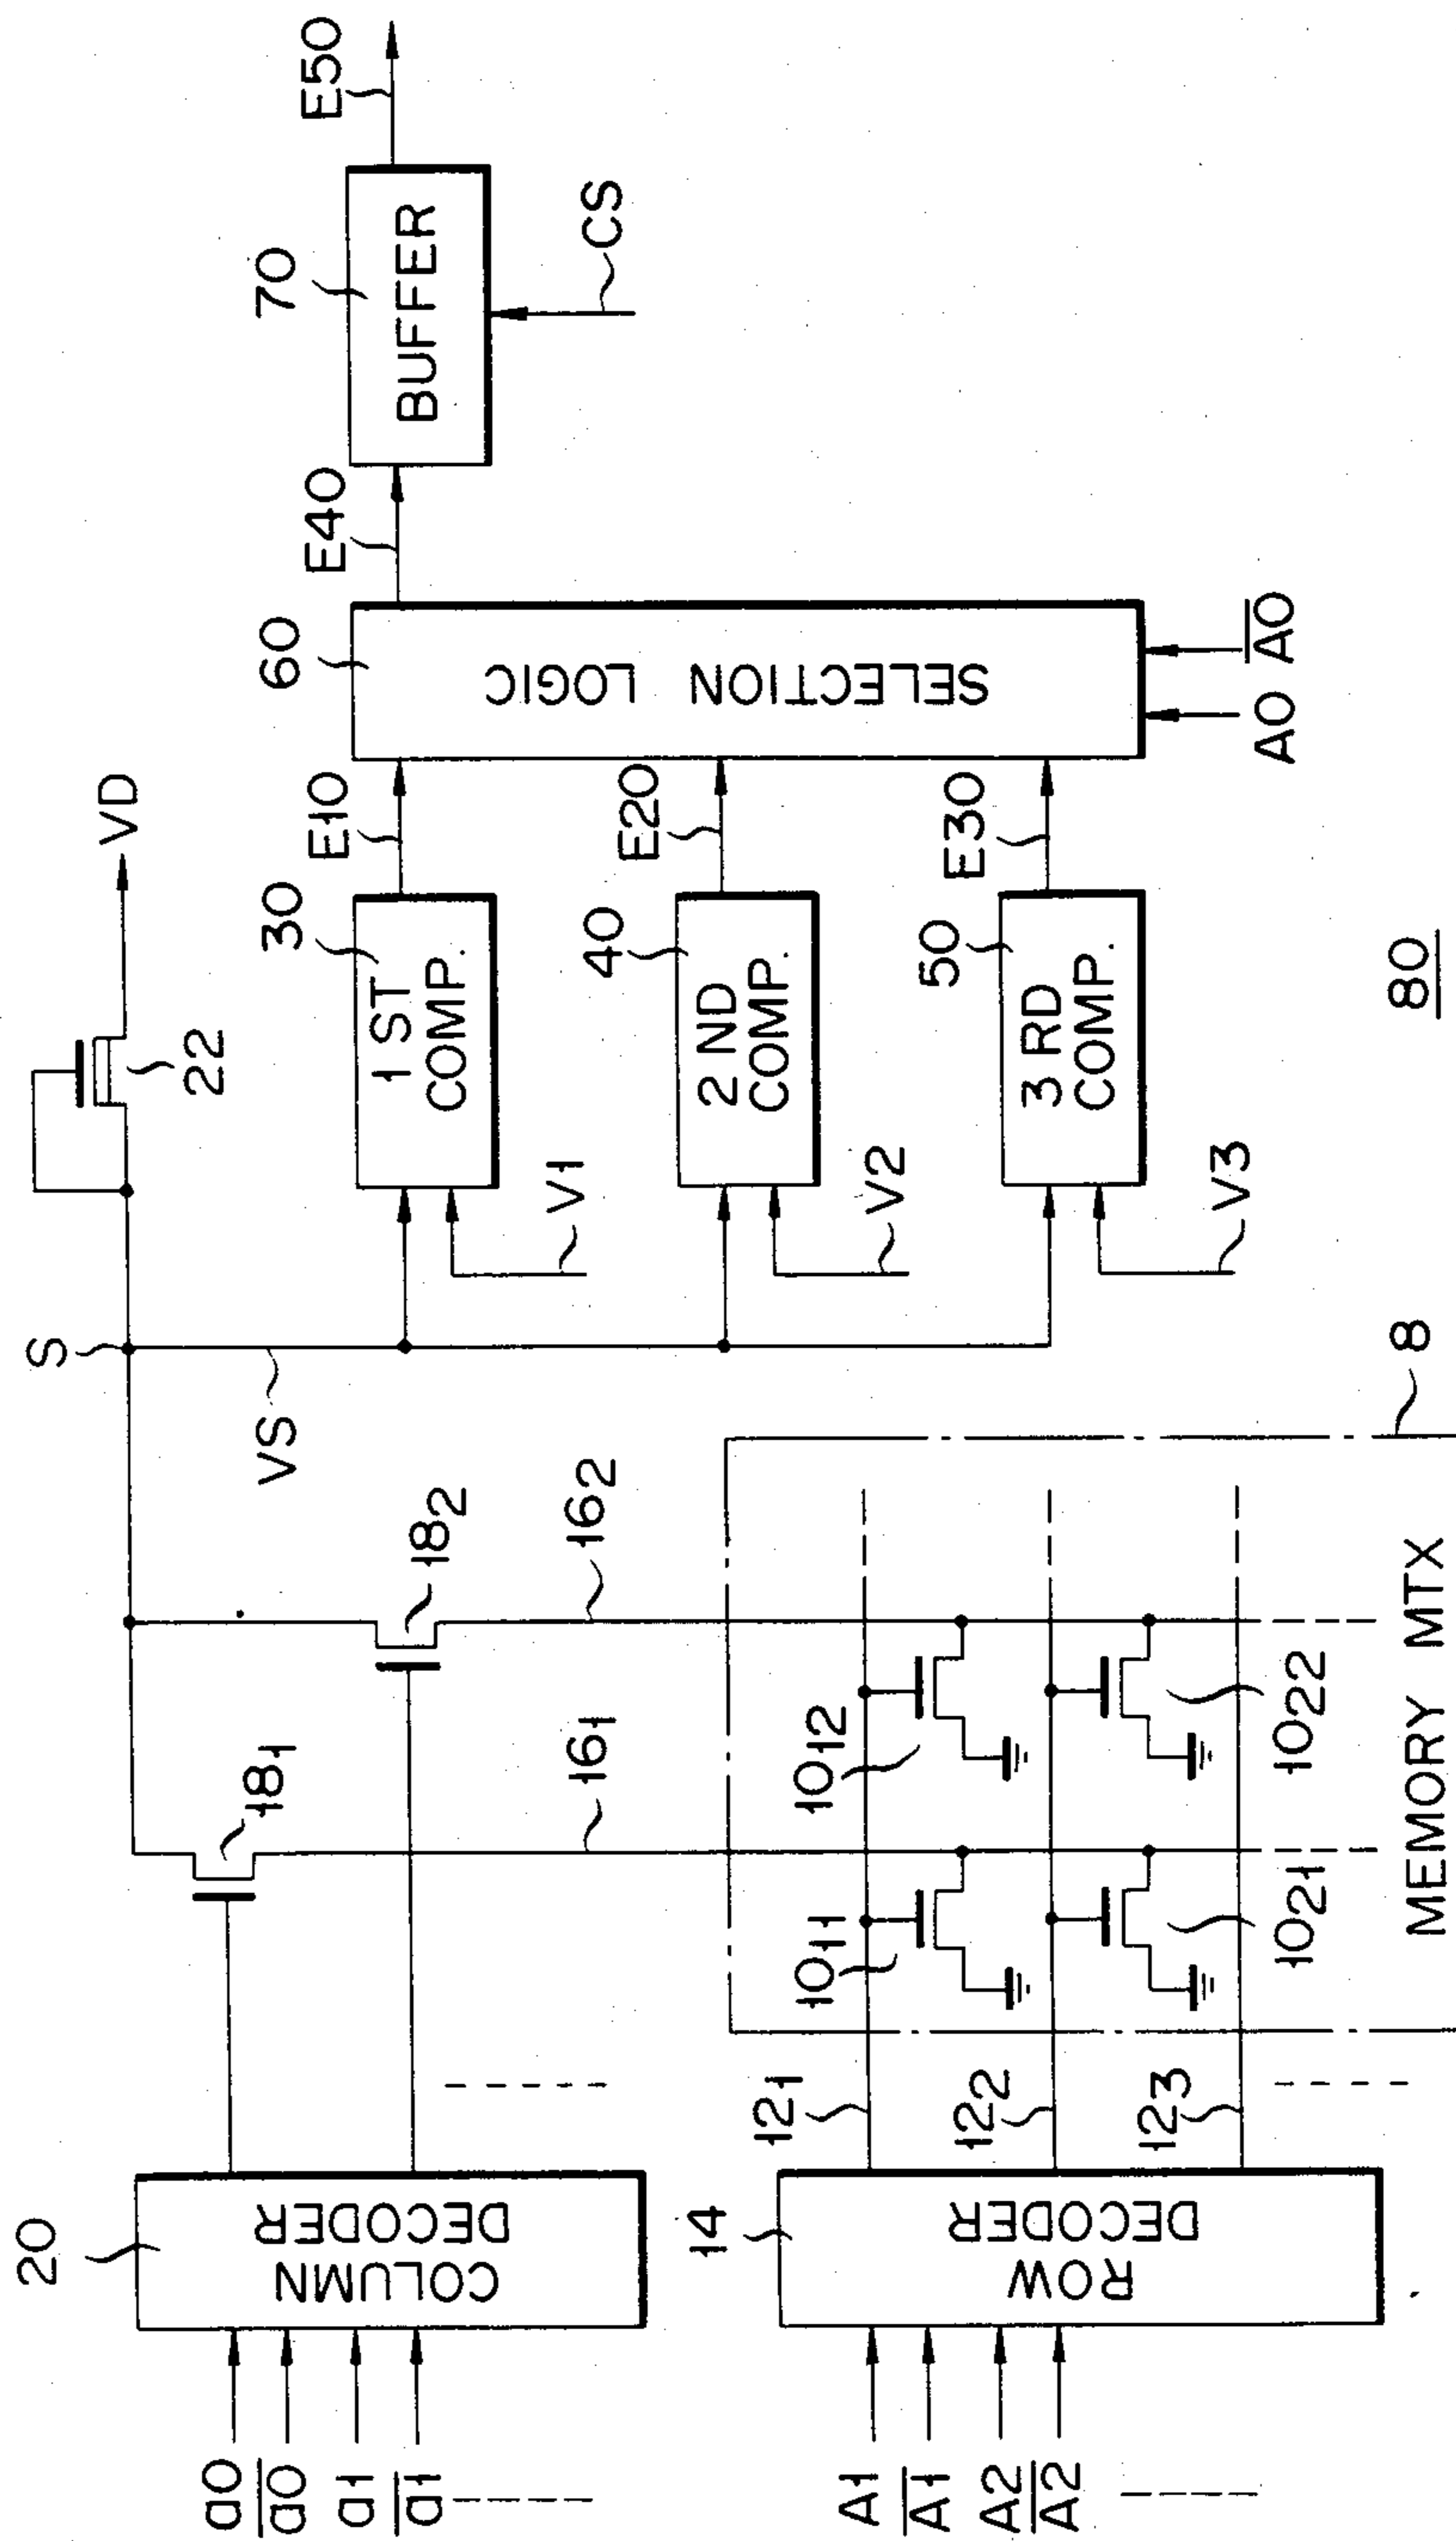 20
COLUMN
DECODER
a0
a0
a1
a1
14
ROW
DECODER
A1
A1
A2
A2
12₁
12₂
12₃
18₁
18₂
16₁
16₂
10₁₁
10₁₂
10₂₁
10₂₂
MEMORY MTX
8
S
VS
22
VD
30
1 ST
COMP.
V1
E10
40
2 ND
COMP.
V2
E20
50
3 RD
COMP.
V3
E30
60
SELECTION LOGIC
A0
A0
E40
70
BUFFER
CS
E50
80